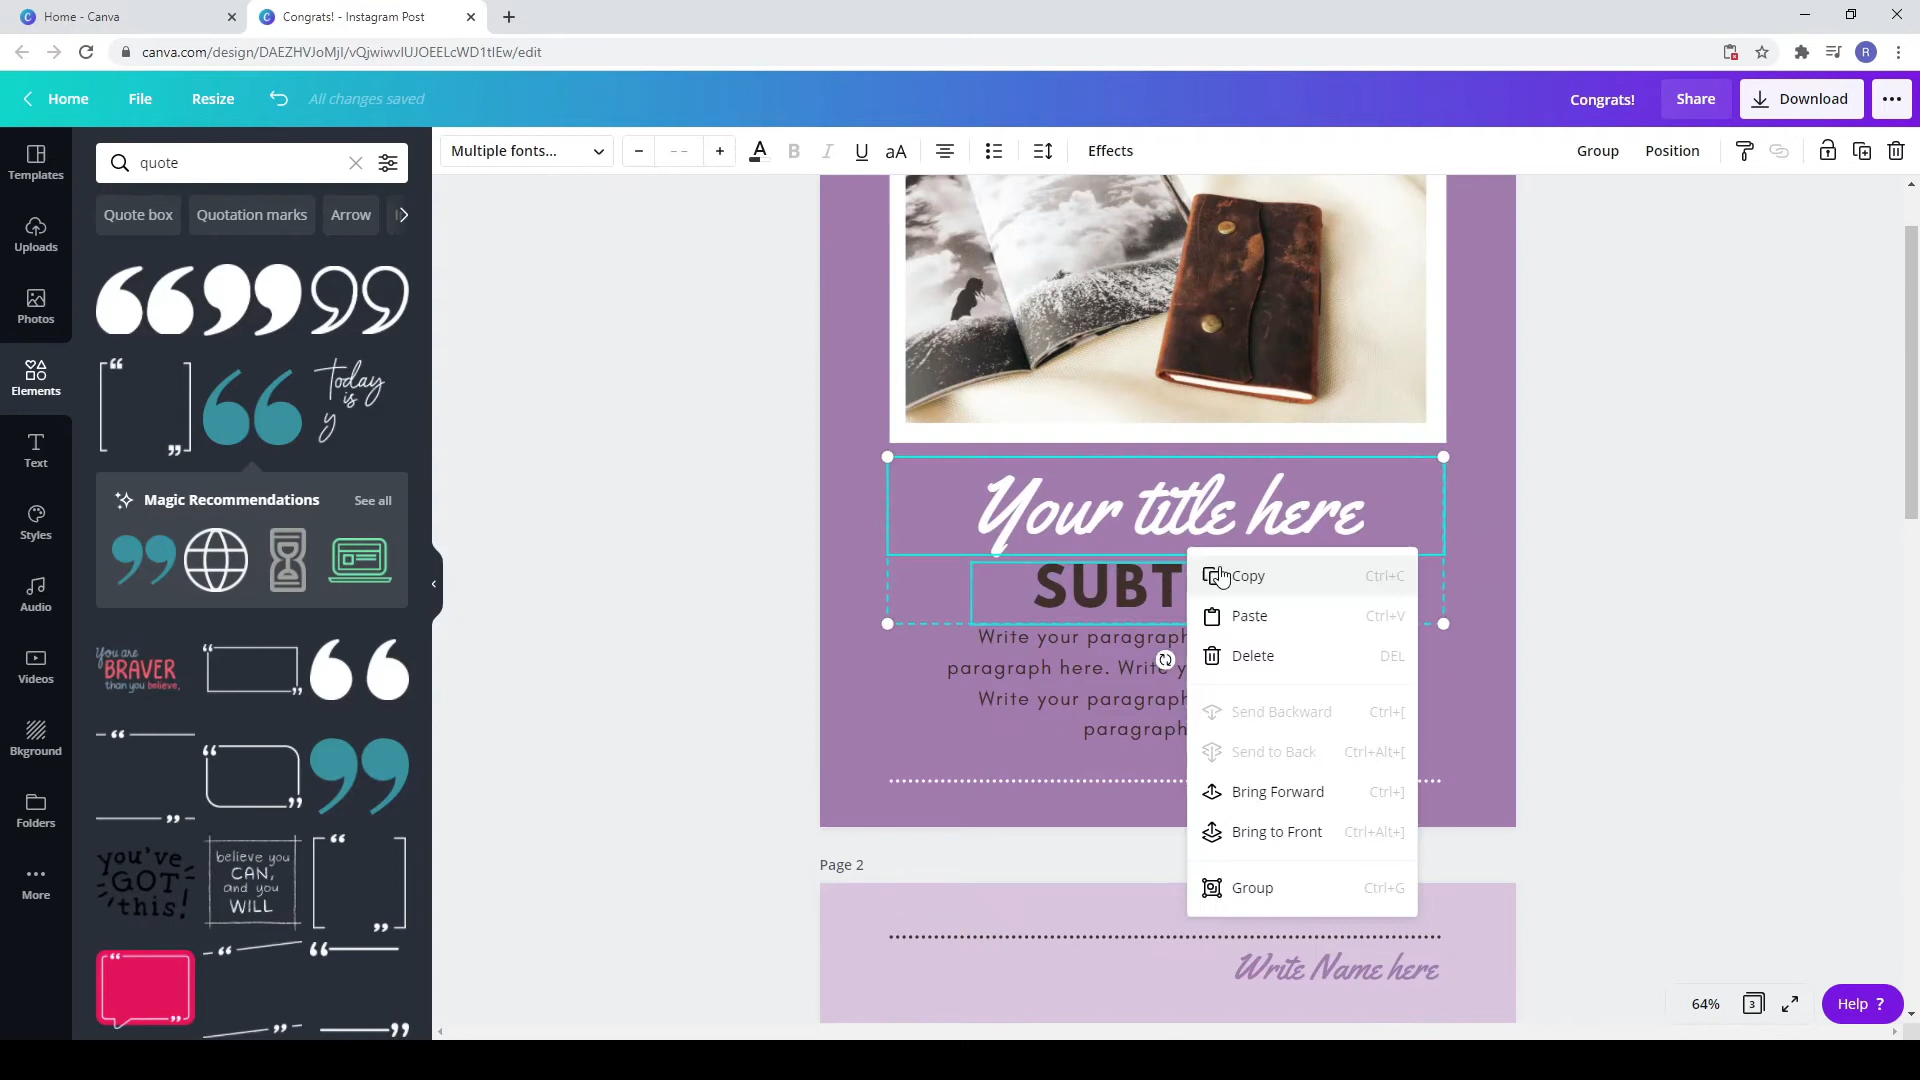 Home - Canva
Congrats! - Instagram Post
canva.com/design/DAEZHVJoMjI/vQjwiwvIUJOEELcWD1tIEw/edit
R
Home
File
Resize
All changes saved
Congrats!
Share
Download
Templates
Uploads
Photos
Elements
Text
Styles
Audio
Videos
Bkground
Folders
More
quote
Quote box
Quotation marks
Arrow
Today
is
y
Magic Recommendations
See all
You are
BRAVER
than you believe,
you've
GOT
this!
believe you
CAN,
and you
WILL
Multiple fonts...
– --  +
A B I U aA
Effects
Group
Position
Your title here
SUBT
Write your paragraph
paragraph here. Write y
Write your paragraph
paragraph
Copy Ctrl+C
Paste Ctrl+V
Delete DEL
Send Backward Ctrl+[
Send to Back Ctrl+Alt+[
Bring Forward Ctrl+]
Bring to Front Ctrl+Alt+]
Group Ctrl+G
Page 2
Write Name here
64%
3
Help ?